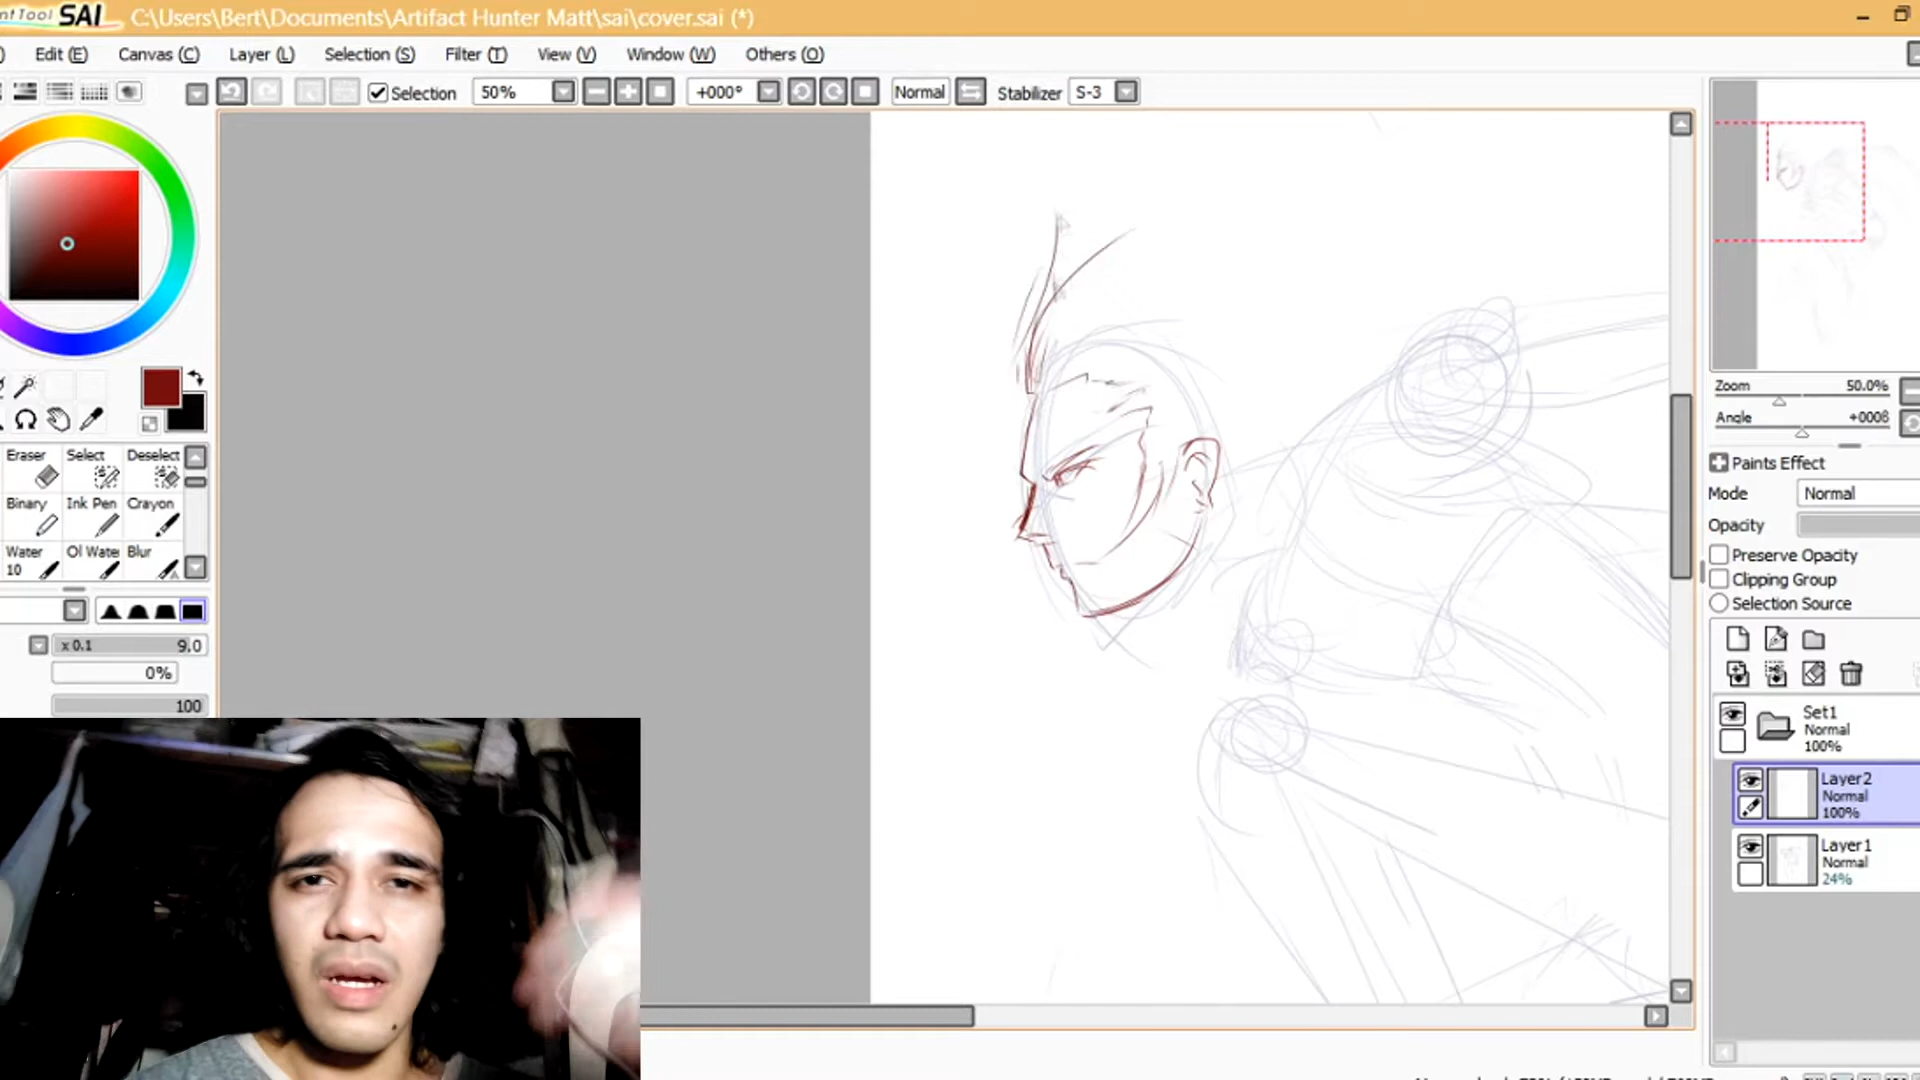 nt Tool SAI C:\Users\Bert\Documents\Artifact Hunter Matt\sai\cover.sai (*)
) Edit (E) Canvas (C) Layer (L) Selection (S) Filter (T) View (V) Window (W) Others (O)
Selection 50% +000° Normal Stabilizer S-3
Zoom 50.0%
Angle +000
Paints Effect
Mode Normal
Opacity
Preserve Opacity
Clipping Group
Selection Source
Eraser Select Deselect
Binary Ink Pen Crayon
Water 10 Ol Wate Blur
x 0.1 9.0
0%
100
Set1
Normal
100%
Layer2
Normal
100%
Layer1
Normal
24%